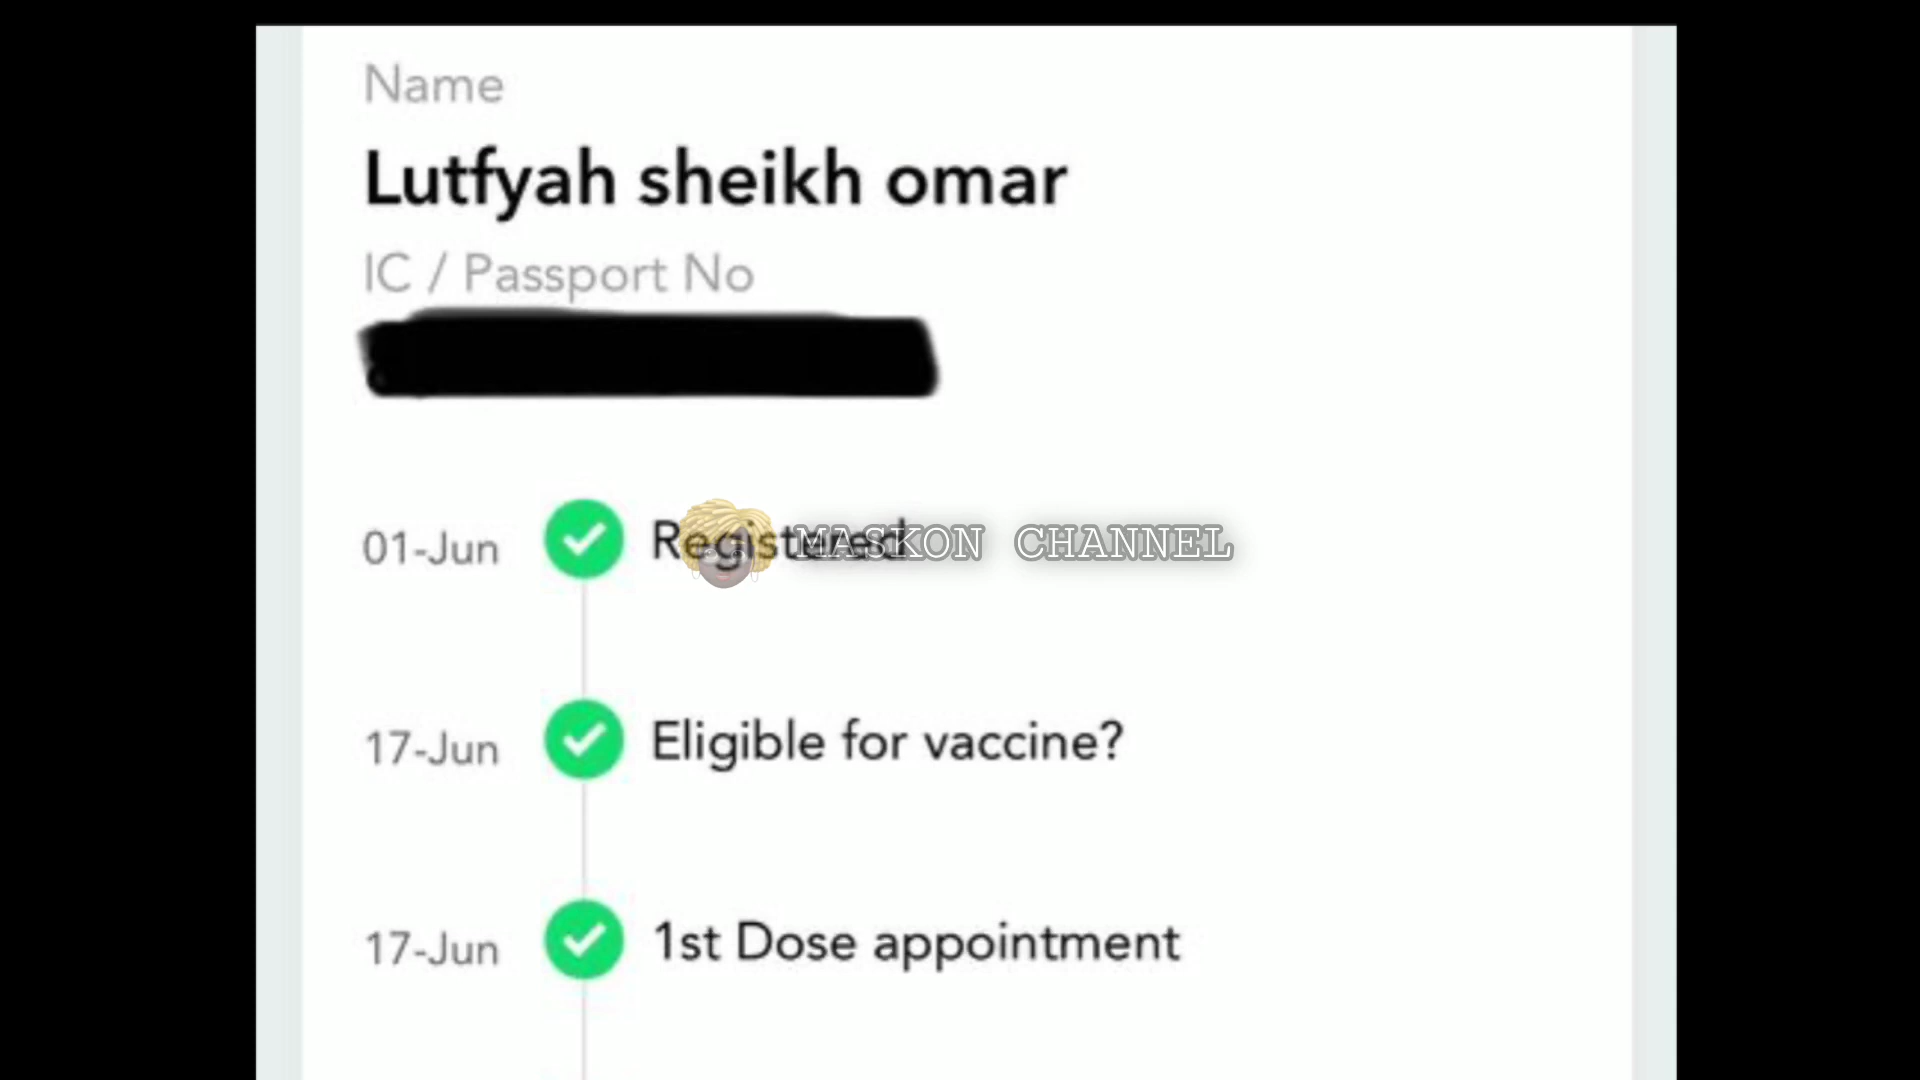 Name
Lutfyah sheikh omar
IC / Passport No
01-Jun Registered
MASKON CHANNEL
17-Jun Eligible for vaccine?
17-Jun 1st Dose appointment